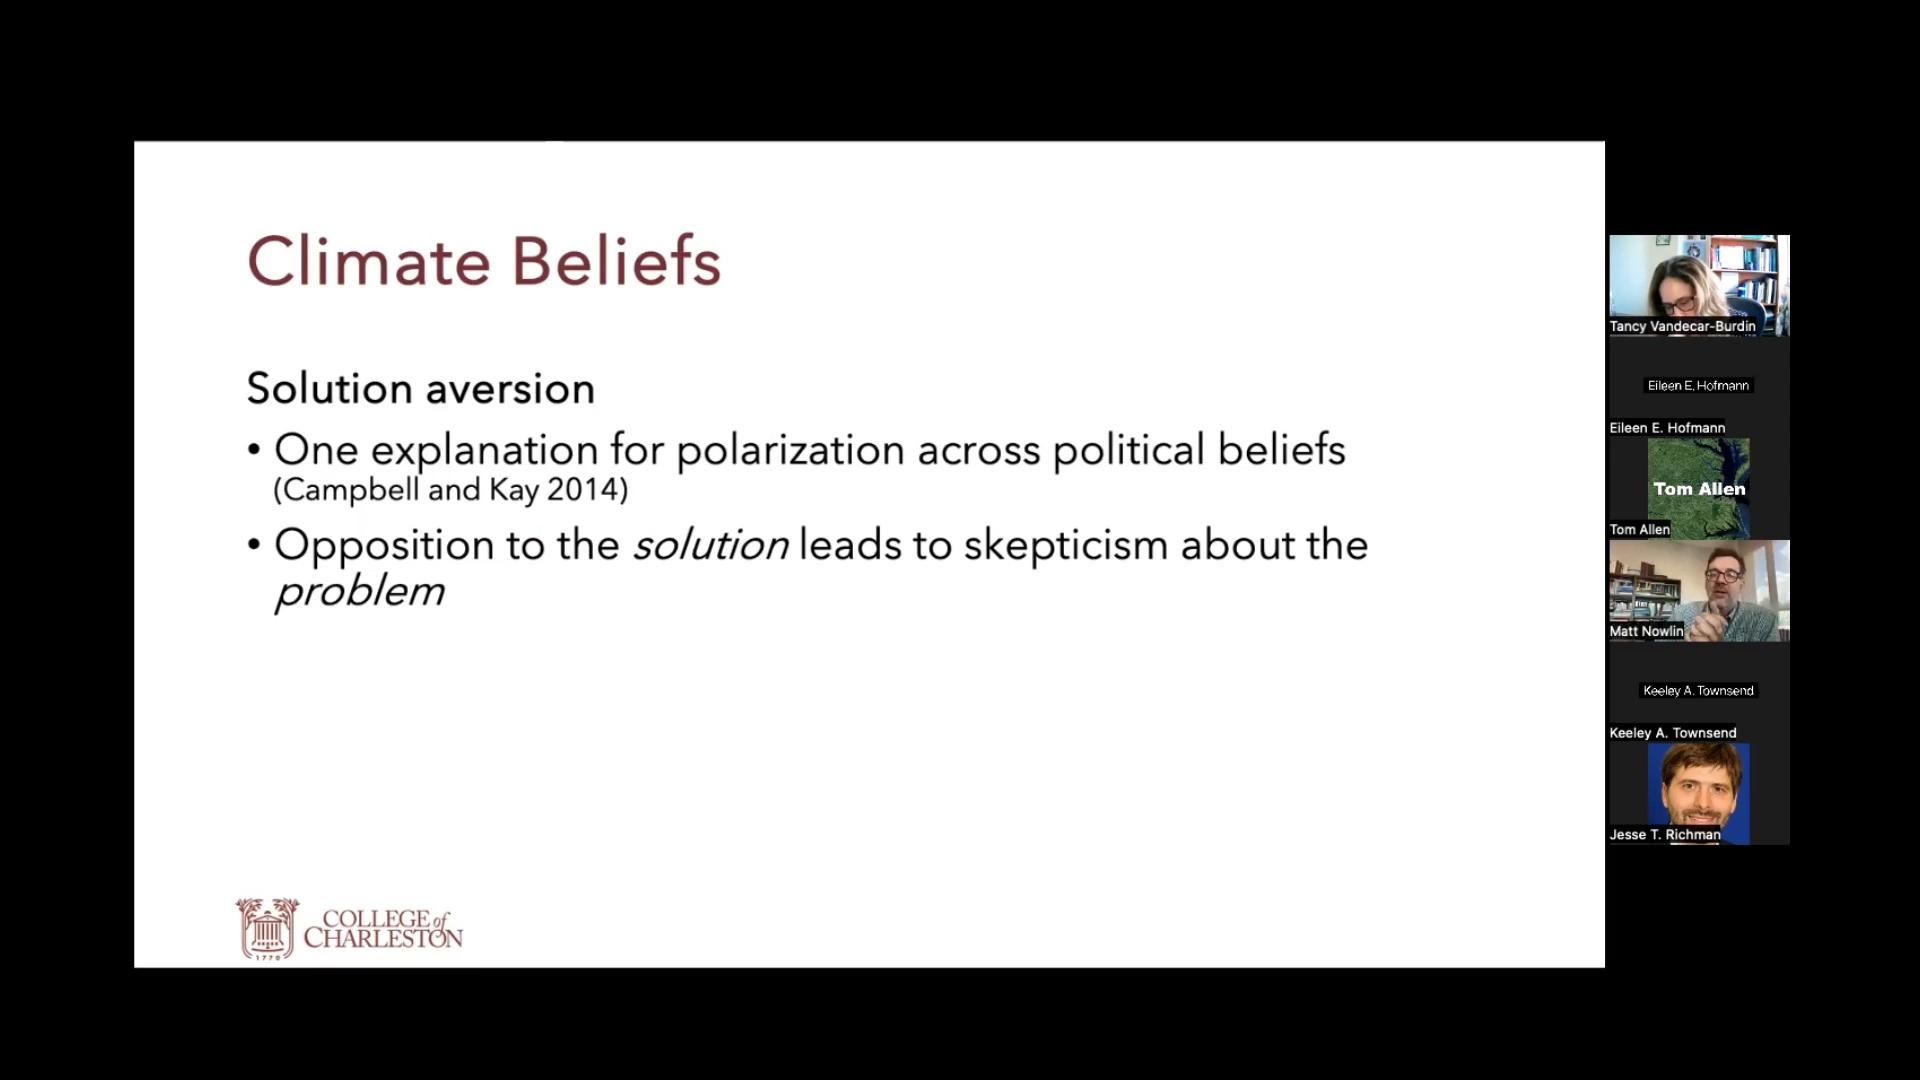 Climate Beliefs
Solution aversion
• One explanation for polarization across political beliefs
(Campbell and Kay 2014)
• Opposition to the solution leads to skepticism about the
problem
COLLEGE of
CHARLESTON
1770
Tancy Vandecar-Burdin
Eileen E. Hofmann
Eileen E. Hofmann
Tom Allen
Tom Allen
Matt Nowlin
Keeley A. Townsend
Keeley A. Townsend
Jesse T. Richman